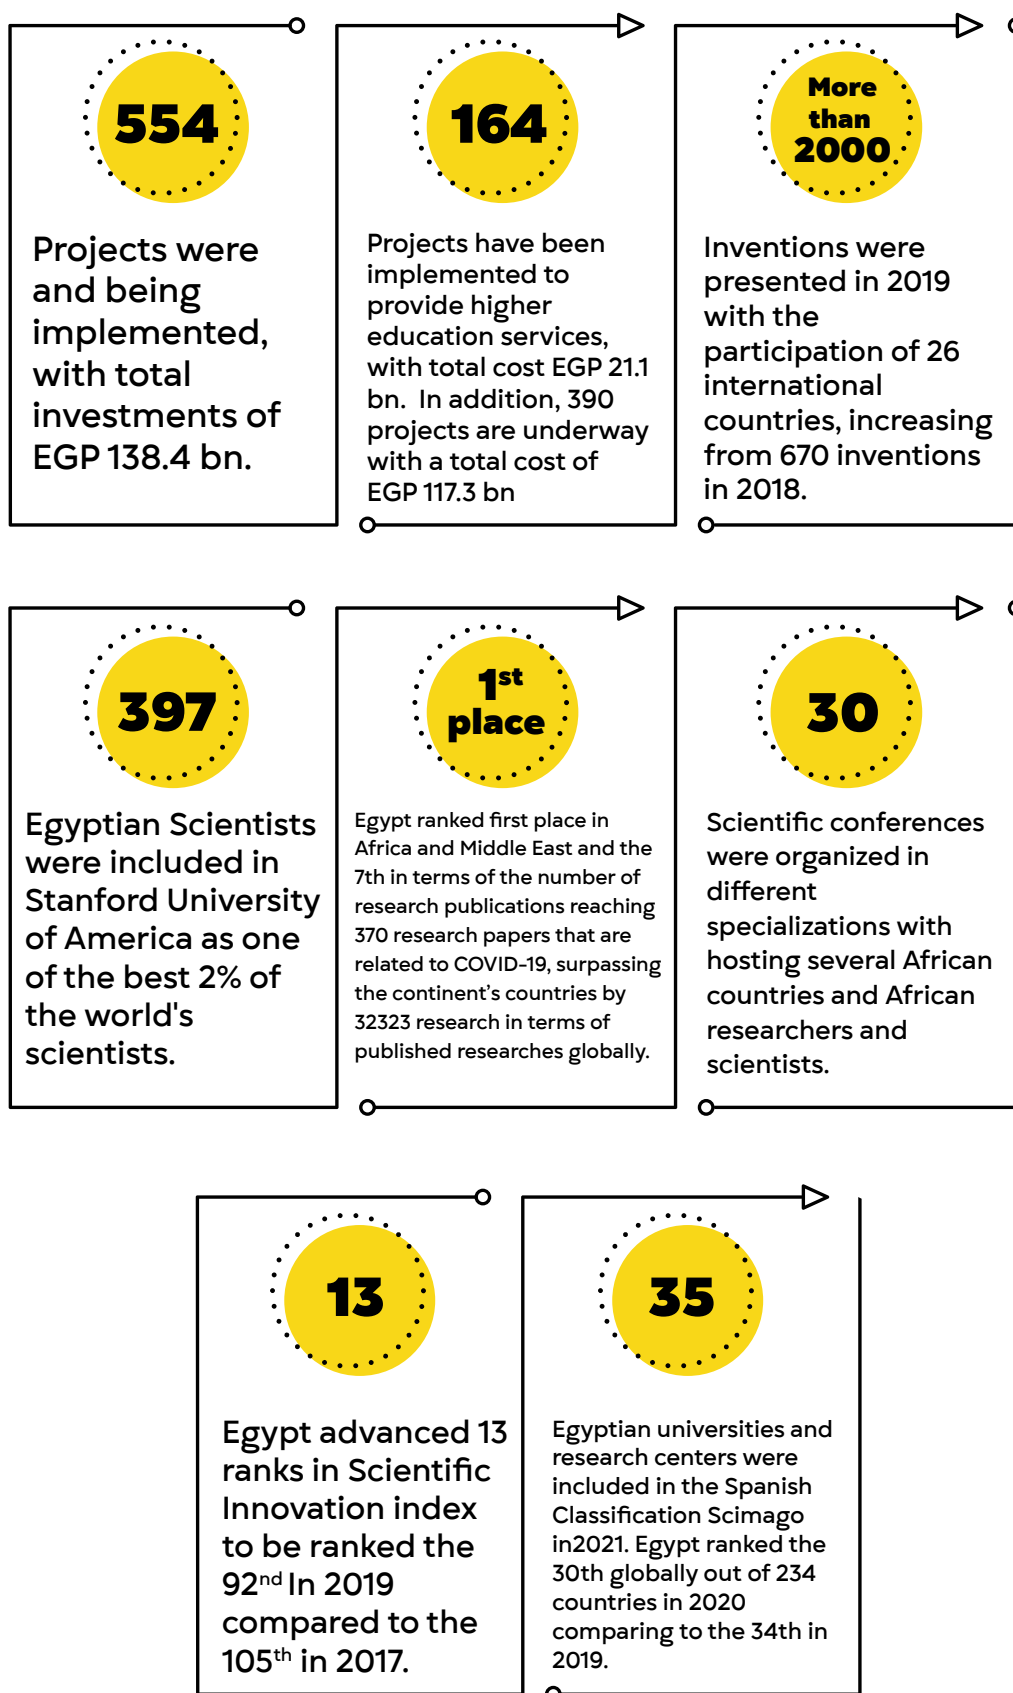 554
Projects were
and being
implemented,
with total
investments of
EGP 138.4 bn.
164
Projects have been
implemented to
provide higher
education services,
with total cost EGP 21.1
bn.  In addition, 390
projects are underway
with a total cost of
EGP 117.3 bn
More
than
2000
Inventions were
presented in 2019
with the
participation of 26
international
countries, increasing
from 670 inventions
in 2018.
397
Egyptian Scientists
were included in
Stanford University
of America as one
of the best 2% of
the world's
scientists.
1st
place
Egypt ranked first place in
Africa and Middle East and the
7th in terms of the number of
research publications reaching
370 research papers that are
related to COVID-19, surpassing
the continent’s countries by
32323 research in terms of
published researches globally.
30
Scientific conferences
were organized in
different
specializations with
hosting several African
countries and African
researchers and
scientists.
13
Egypt advanced 13
ranks in Scientific
Innovation index
to be ranked the
92nd In 2019
compared to the
105th in 2017.
35
Egyptian universities and
research centers were
included in the Spanish
Classification Scimago
in2021. Egypt ranked the
30th globally out of 234
countries in 2020
comparing to the 34th in
2019.